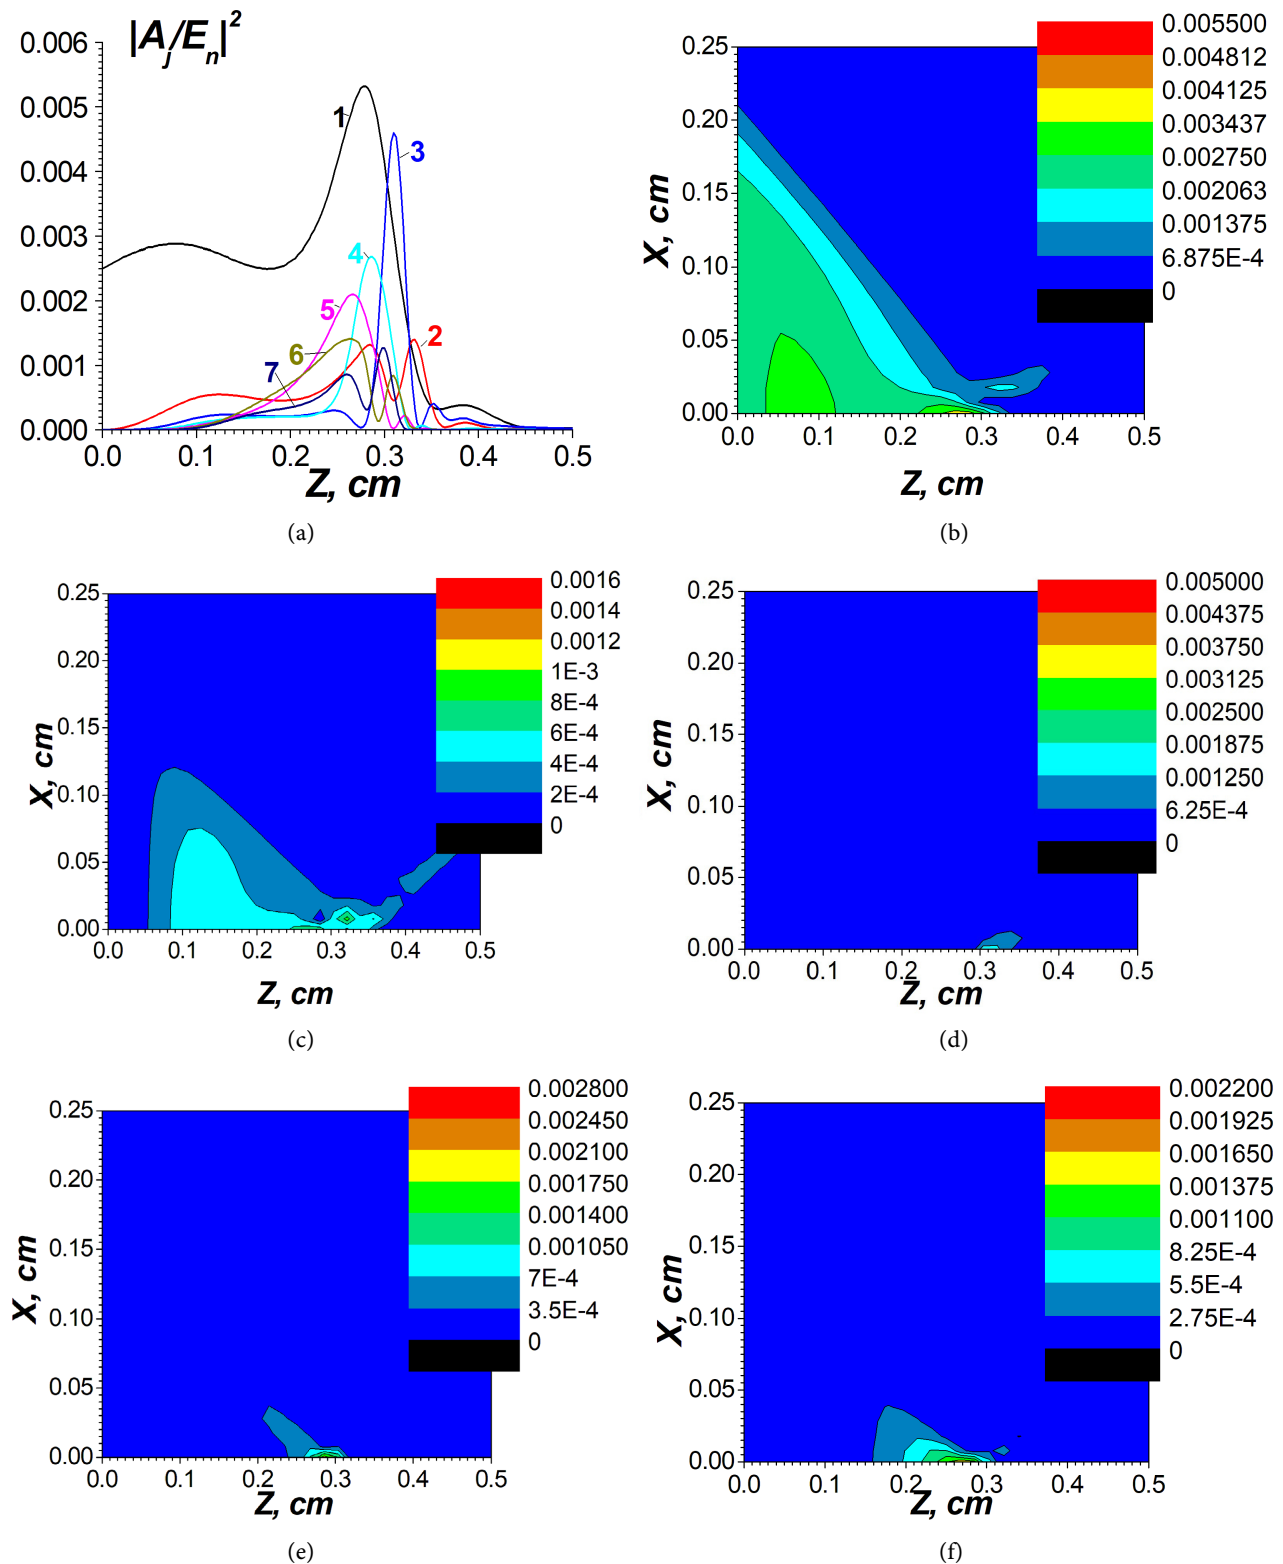 |A_j/E_n|^2
0.006
0.005
0.004
0.003
0.002
0.001
0.000
1
3
4
5
2
6
7
0.0 0.1 0.2 0.3 0.4 0.5
Z, cm
(a)
0.25
0.20
0.15
0.10
0.05
0.00
X, cm
0.0 0.1 0.2 0.3 0.4 0.5
Z, cm
0.005500
0.004812
0.004125
0.003437
0.002750
0.002063
0.001375
6.875E-4
0
(b)
0.25
0.20
0.15
0.10
0.05
0.00
X, cm
0.0 0.1 0.2 0.3 0.4 0.5
Z, cm
0.0016
0.0014
0.0012
1E-3
8E-4
6E-4
4E-4
2E-4
0
(c)
0.25
0.20
0.15
0.10
0.05
0.00
X, cm
0.0 0.1 0.2 0.3 0.4 0.5
Z, cm
0.005000
0.004375
0.003750
0.003125
0.002500
0.001875
0.001250
6.25E-4
0
(d)
0.25
0.20
0.15
0.10
0.05
0.00
X, cm
0.0 0.1 0.2 0.3 0.4 0.5
Z, cm
0.002800
0.002450
0.002100
0.001750
0.001400
0.001050
7E-4
3.5E-4
0
(e)
0.25
0.20
0.15
0.10
0.05
0.00
X, cm
0.0 0.1 0.2 0.3 0.4 0.5
Z, cm
0.002200
0.001925
0.001650
0.001375
0.001100
8.25E-4
5.5E-4
2.75E-4
0
(f)